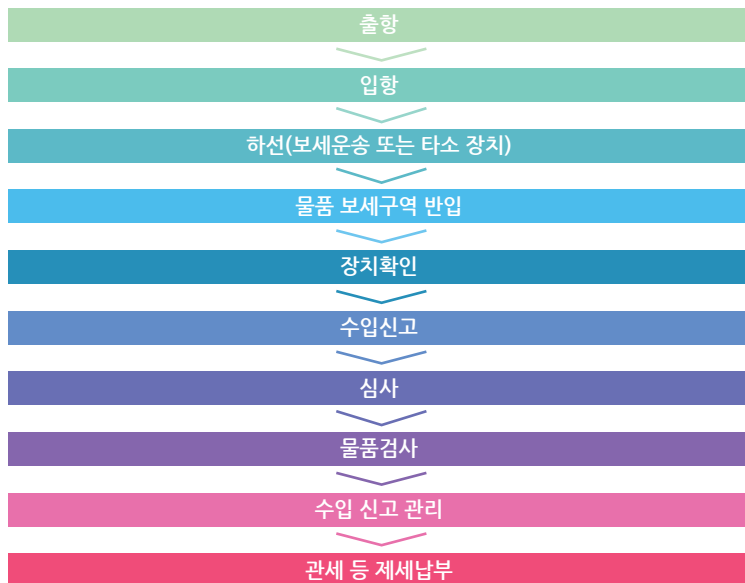 출항
입항
하선(보세운송 또는 타소 장치)
물품 보세구역 반입
장치확인
수입신고
심사
물품검사
수입 신고 관리
관세 등 제세납부